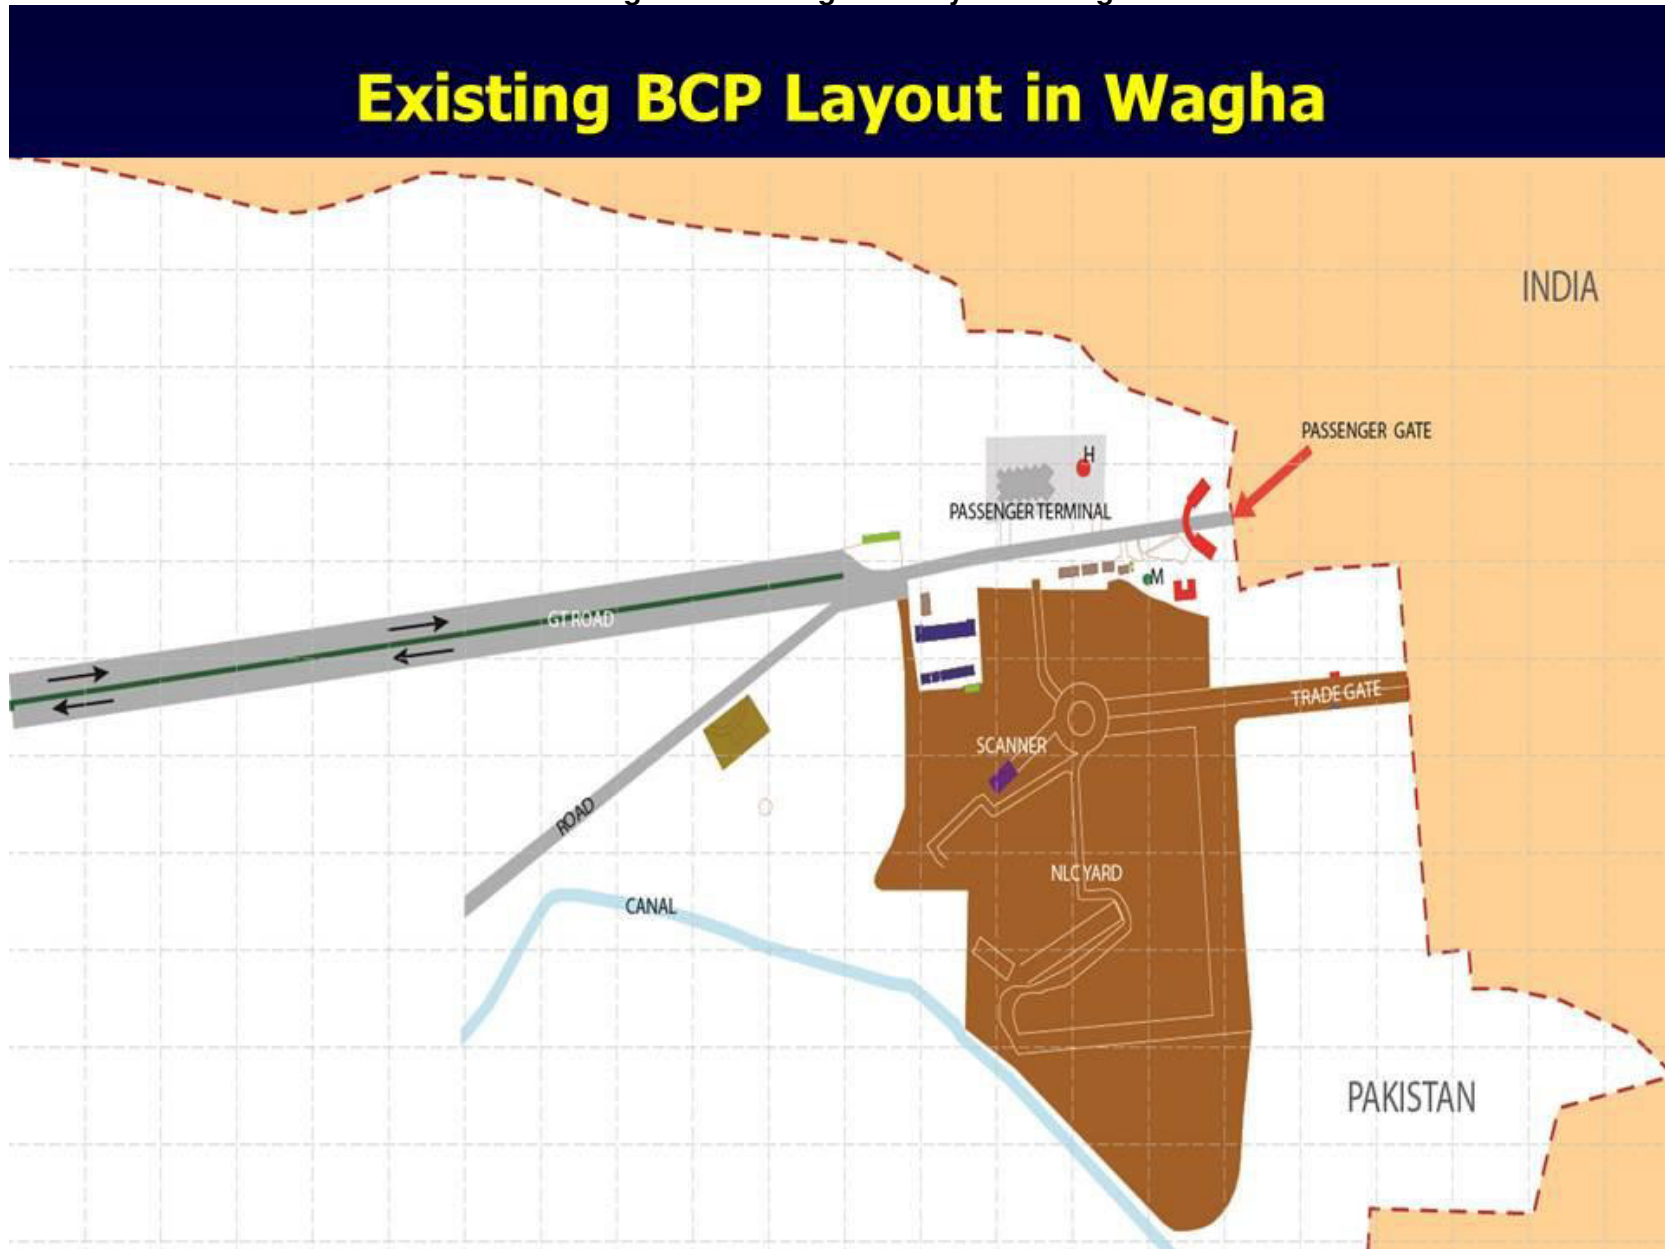 Existing BCP Layout in Wagha
INDIA
PASSENGER GATE
H
PASSENGER TERMINAL
M
GT ROAD
TRADE GATE
SCANNER
ROAD
NLC YARD
CANAL
PAKISTAN